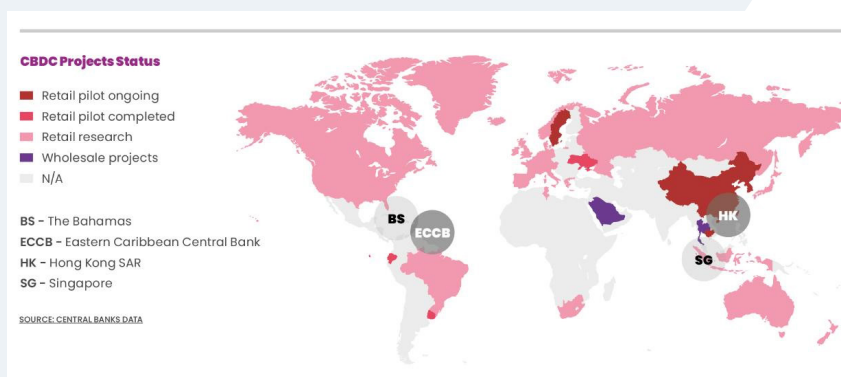 CBDC Projects Status
Retail pilot ongoing
Retail pilot completed
Retail research
Wholesale projects
N/A
BS – The Bahamas
ECCB – Eastern Caribbean Central Bank
HK – Hong Kong SAR
SG – Singapore
SOURCE: CENTRAL BANKS DATA
BS
ECCB
HK
SG